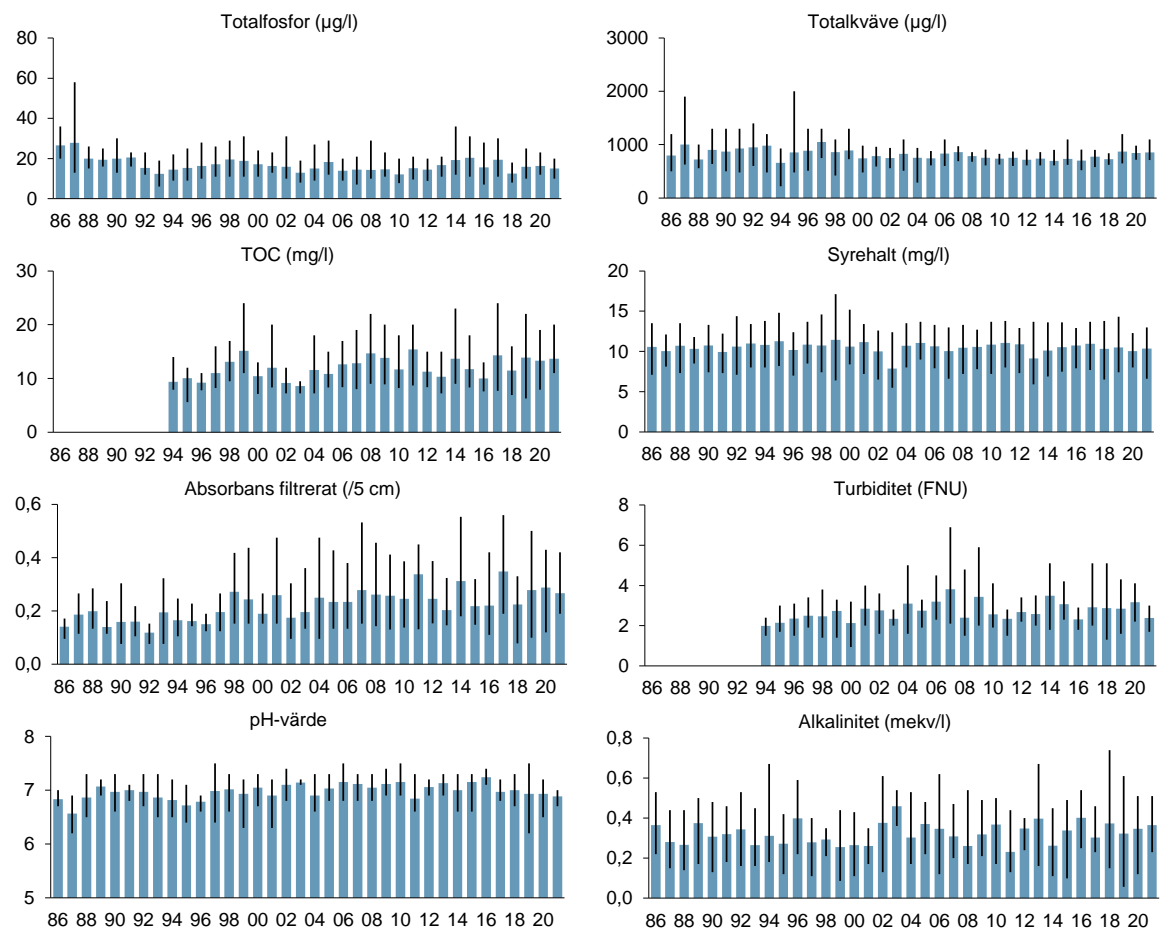 Totalfosfor (µg/l)
80
60
40
20
0
86 88 90 92 94 96 98 00 02 04 06 08 10 12 14 16 18 20
Totalkväve (µg/l)
3000
2000
1000
0
86 88 90 92 94 96 98 00 02 04 06 08 10 12 14 16 18 20
TOC (mg/l)
30
20
10
0
86 88 90 92 94 96 98 00 02 04 06 08 10 12 14 16 18 20
Syrehalt (mg/l)
20
15
10
5
0
86 88 90 92 94 96 98 00 02 04 06 08 10 12 14 16 18 20
Absorbans filtrerat (/5 cm)
0,6
0,4
0,2
0,0
86 88 90 92 94 96 98 00 02 04 06 08 10 12 14 16 18 20
Turbiditet (FNU)
8
6
4
2
0
86 88 90 92 94 96 98 00 02 04 06 08 10 12 14 16 18 20
pH-värde
8
7
6
5
86 88 90 92 94 96 98 00 02 04 06 08 10 12 14 16 18 20
Alkalinitet (mekv/l)
0,8
0,6
0,4
0,2
0,0
86 88 90 92 94 96 98 00 02 04 06 08 10 12 14 16 18 20